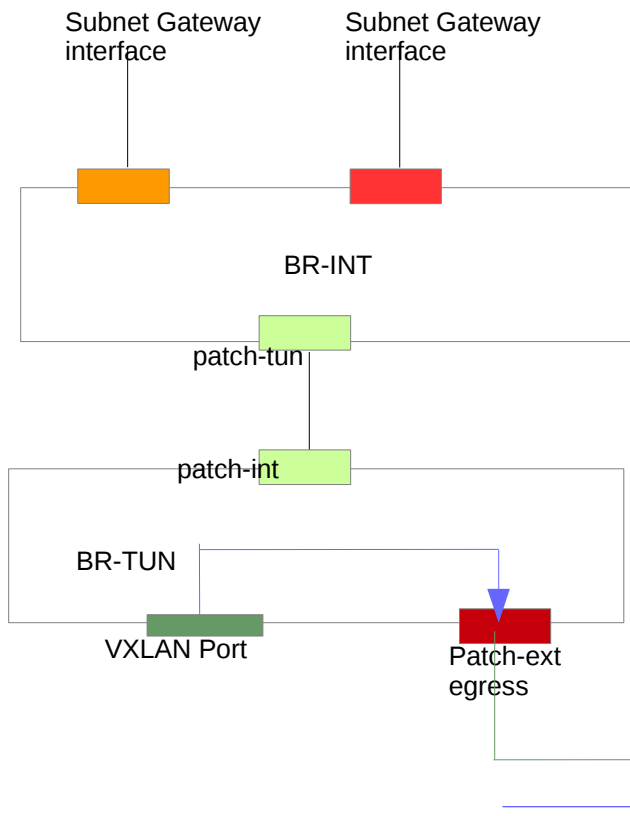 Subnet Gateway
interface
Subnet Gateway
interface
BR-INT
patch-tun
patch-int
BR-TUN
VXLAN Port
Patch-ext
egress